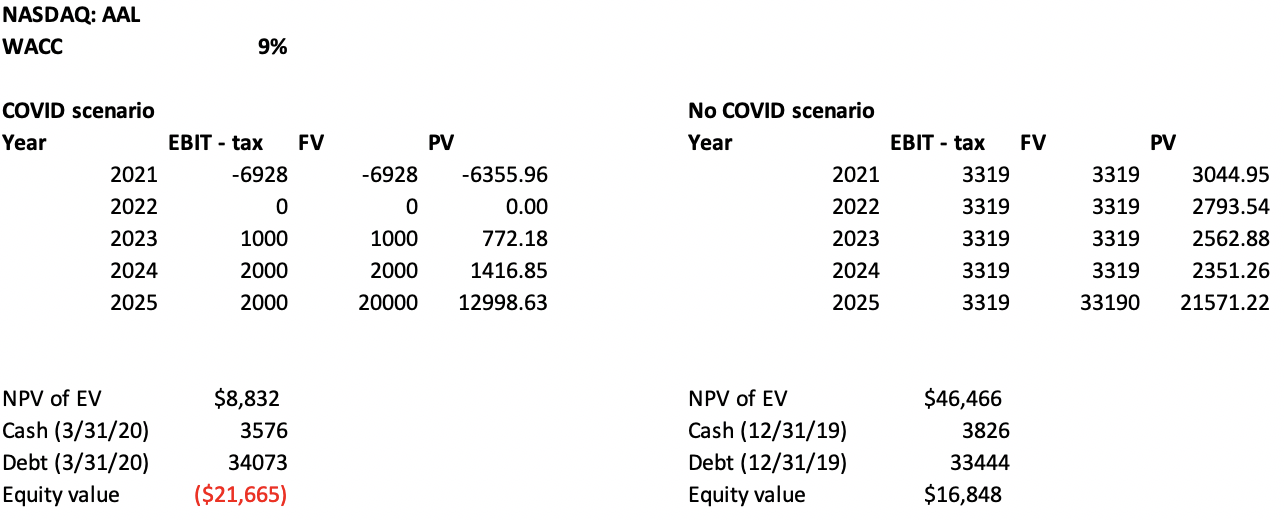 NASDAQ: AAL
WACC 9%
COVID scenario No COVID scenario
Year EBIT - tax FV PV Year EBIT - tax FV PV
2021 -6928 -6928 -6355.96 2021 3319 3319 3044.95
2022 0 0 0.00 2022 3319 3319 2793.54
2023 1000 1000 772.18 2023 3319 3319 2562.88
2024 2000 2000 1416.85 2024 3319 3319 2351.26
2025 2000 20000 12998.63 2025 3319 33190 21571.22
NPV of EV $8,832 NPV of EV $46,466
Cash (3/31/20) 3576 Cash (12/31/19) 3826
Debt (3/31/20) 34073 Debt (12/31/19) 33444
Equity value ($21,665) Equity value $16,848